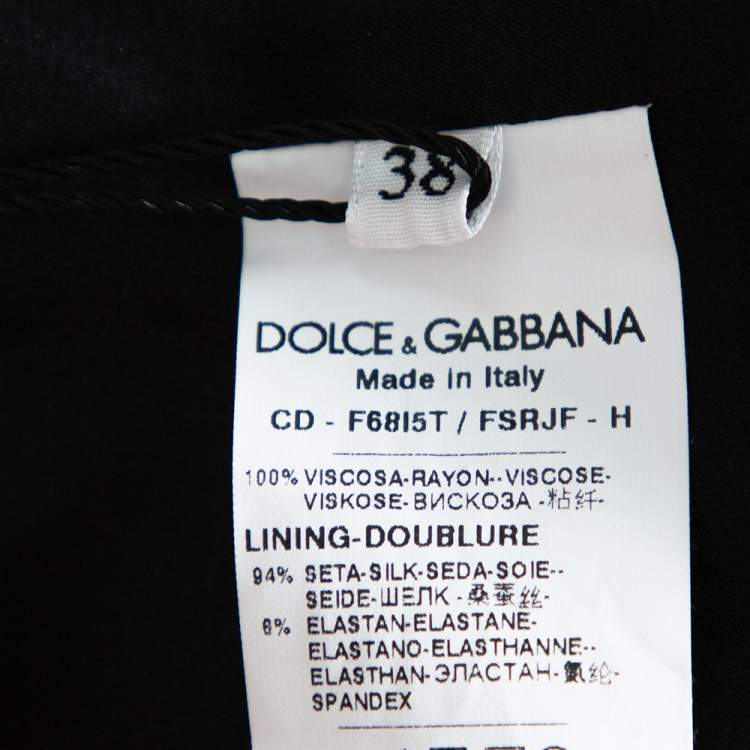 38
DOLCE & GABBANA
Made in Italy
CD - F68I5T / FSRJF - H
100% VISCOSA-RAYON--VISCOSE-
VISKOSE-ВИСКОЗА -粘纤-
LINING-DOUBLURE
94% SETA-SILK-SEDA-SOIE--
SEIDE-ШЕЛК -桑蚕丝-
6% ELASTAN-ELASTANE-
ELASTANO-ELASTHANNE--
ELASTHAN-ЭЛАСТАН-氨纶-
SPANDEX